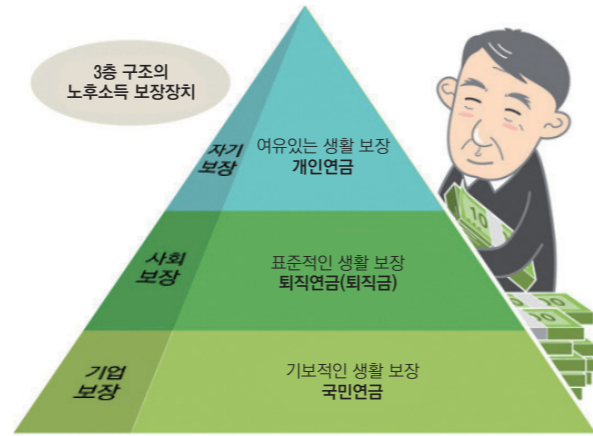 3층 구조의
노후소득 보장장치
자기
보장
여유있는 생활 보장
개인연금
사회
보장
표준적인 생활 보장
퇴직연금(퇴직금)
기업
보장
기보적인 생활 보장
국민연금
10